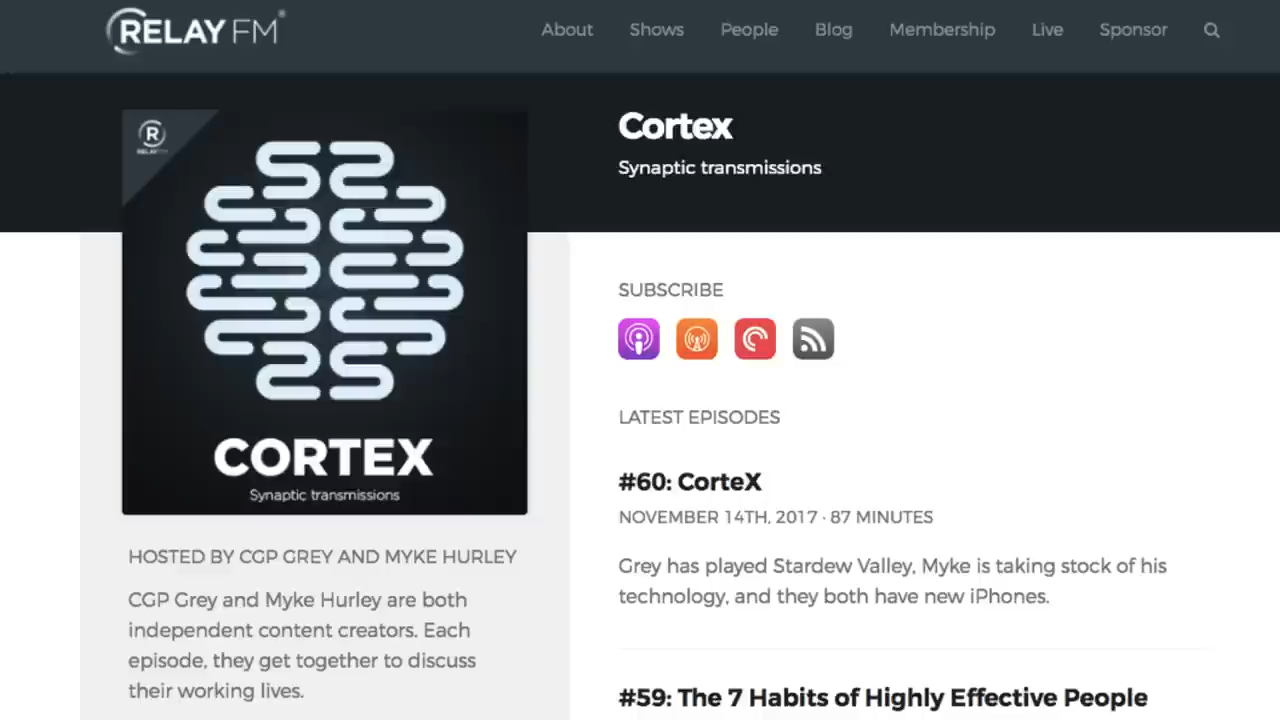 RELAY FM
About Shows People Blog Membership Live Sponsor
R
RELAY FM
CORTEX
Synaptic transmissions
HOSTED BY CGP GREY AND MYKE HURLEY
CGP Grey and Myke Hurley are both
independent content creators. Each
episode, they get together to discuss
their working lives.
Cortex
Synaptic transmissions
SUBSCRIBE
LATEST EPISODES
#60: CorteX
NOVEMBER 14TH, 2017 · 87 MINUTES
Grey has played Stardew Valley, Myke is taking stock of his
technology, and they both have new iPhones.
#59: The 7 Habits of Highly Effective People